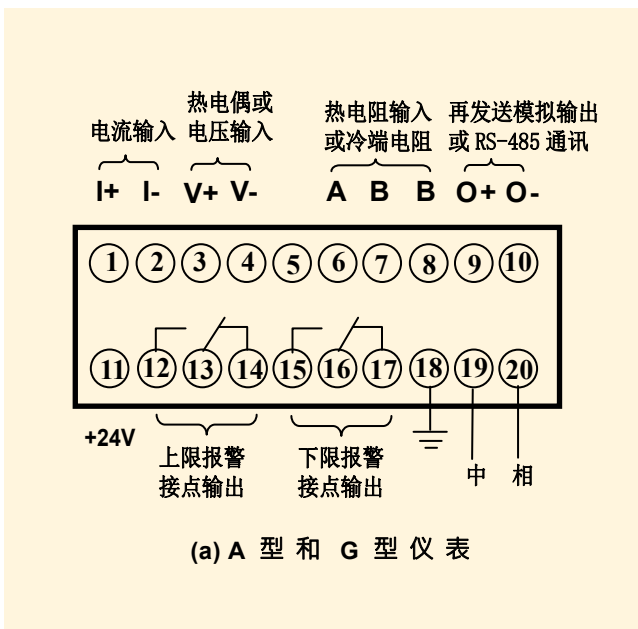 热电偶或 热电阻输入 再发送模拟输出
电流输入 电压输入 或冷端电阻 或 RS-485 通讯
I+ I- V+ V- A B B O+ O-
1 2 3 4 5 6 7 8 9 10
11 12 13 14 15 16 17 18 19 20
+24V
上限报警 下限报警
接点输出 接点输出
中 相
(a) A 型 和 G 型 仪 表